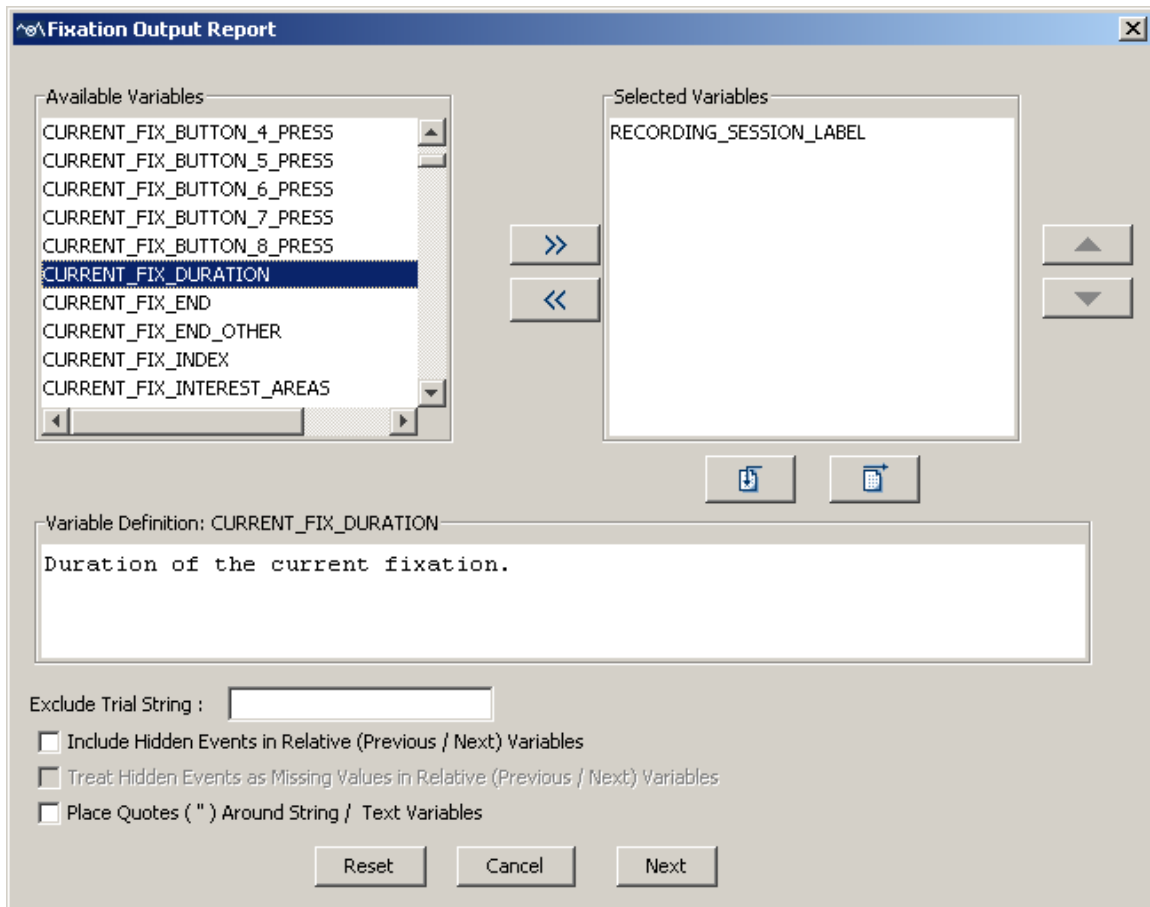 Fixation Output Report
Available Variables
CURRENT_FIX_BUTTON_4_PRESS
CURRENT_FIX_BUTTON_5_PRESS
CURRENT_FIX_BUTTON_6_PRESS
CURRENT_FIX_BUTTON_7_PRESS
CURRENT_FIX_BUTTON_8_PRESS
CURRENT_FIX_DURATION
CURRENT_FIX_END
CURRENT_FIX_END_OTHER
CURRENT_FIX_INDEX
CURRENT_FIX_INTEREST_AREAS
>>
<<
Selected Variables
RECORDING_SESSION_LABEL
Variable Definition: CURRENT_FIX_DURATION
Duration of the current fixation.
Exclude Trial String :
Include Hidden Events in Relative (Previous / Next) Variables
Treat Hidden Events as Missing Values in Relative (Previous / Next) Variables
Place Quotes ( " ) Around String / Text Variables
Reset Cancel Next